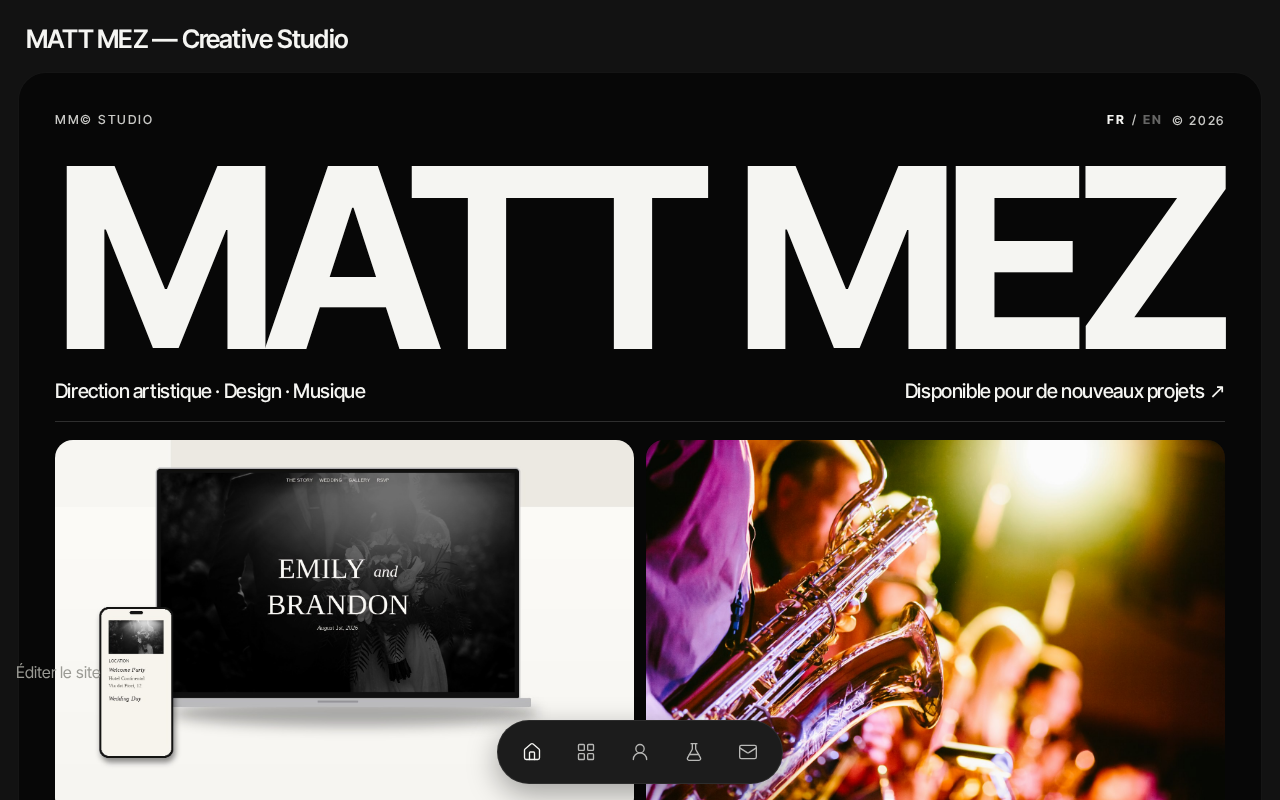 MATT MEZ — Creative Studio
MM© STUDIO
FR / EN © 2026
MATT MEZ
Direction artistique · Design · Musique
Disponible pour de nouveaux projets ↗
THE STORY WEDDING GALLERY RSVP
EMILY and
BRANDON
August 1st, 2026
LOCATION
Welcome Party
Wedding Day
Éditer le site